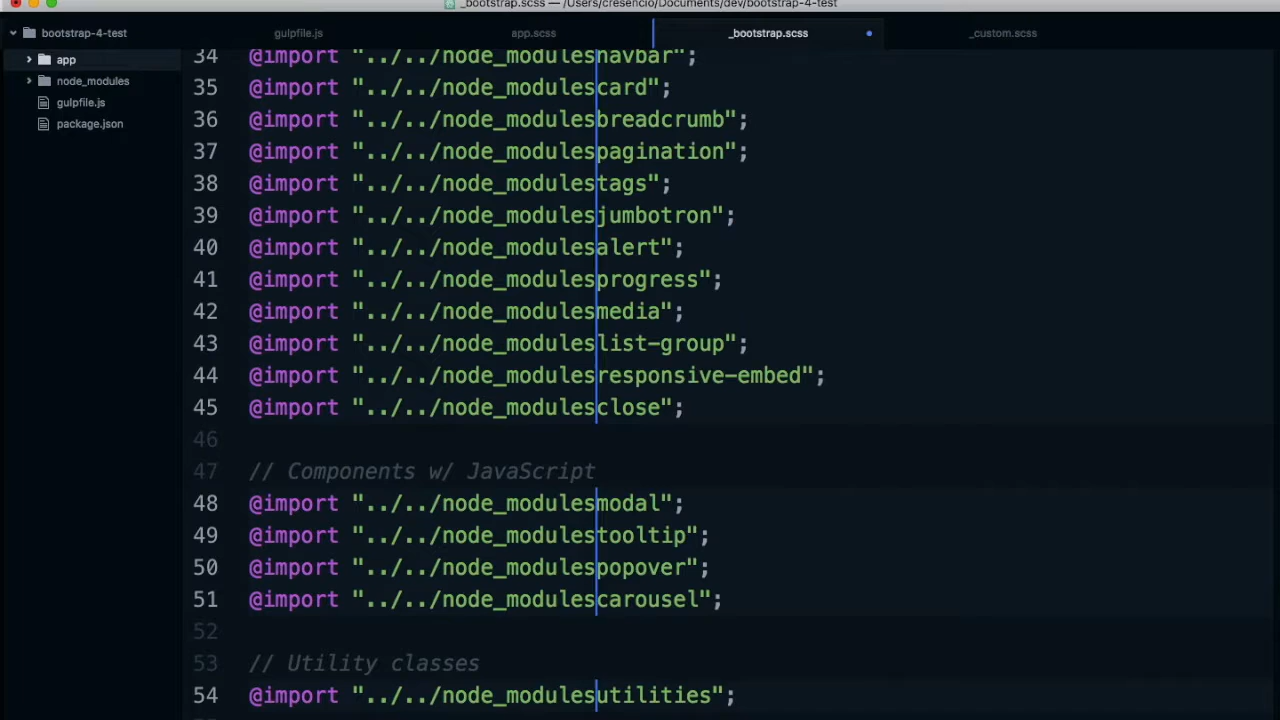 _bootstrap.scss — /Users/cresencio/Documents/dev/bootstrap-4-test
bootstrap-4-test
gulpfile.js
app.scss
_bootstrap.scss
_custom.scss
app
node_modules
gulpfile.js
package.json
34 @import "../../node_modulesnavbar";
35 @import "../../node_modulescard";
36 @import "../../node_modulesbreadcrumb";
37 @import "../../node_modulespagination";
38 @import "../../node_modulestags";
39 @import "../../node_modulesjumbotron";
40 @import "../../node_modulesalert";
41 @import "../../node_modulesprogress";
42 @import "../../node_modulesmedia";
43 @import "../../node_moduleslist-group";
44 @import "../../node_modulesresponsive-embed";
45 @import "../../node_modulesclose";
46
47 // Components w/ JavaScript
48 @import "../../node_modulesmodal";
49 @import "../../node_modulestooltip";
50 @import "../../node_modulespopover";
51 @import "../../node_modulescarousel";
52
53 // Utility classes
54 @import "../../node_modulesutilities";